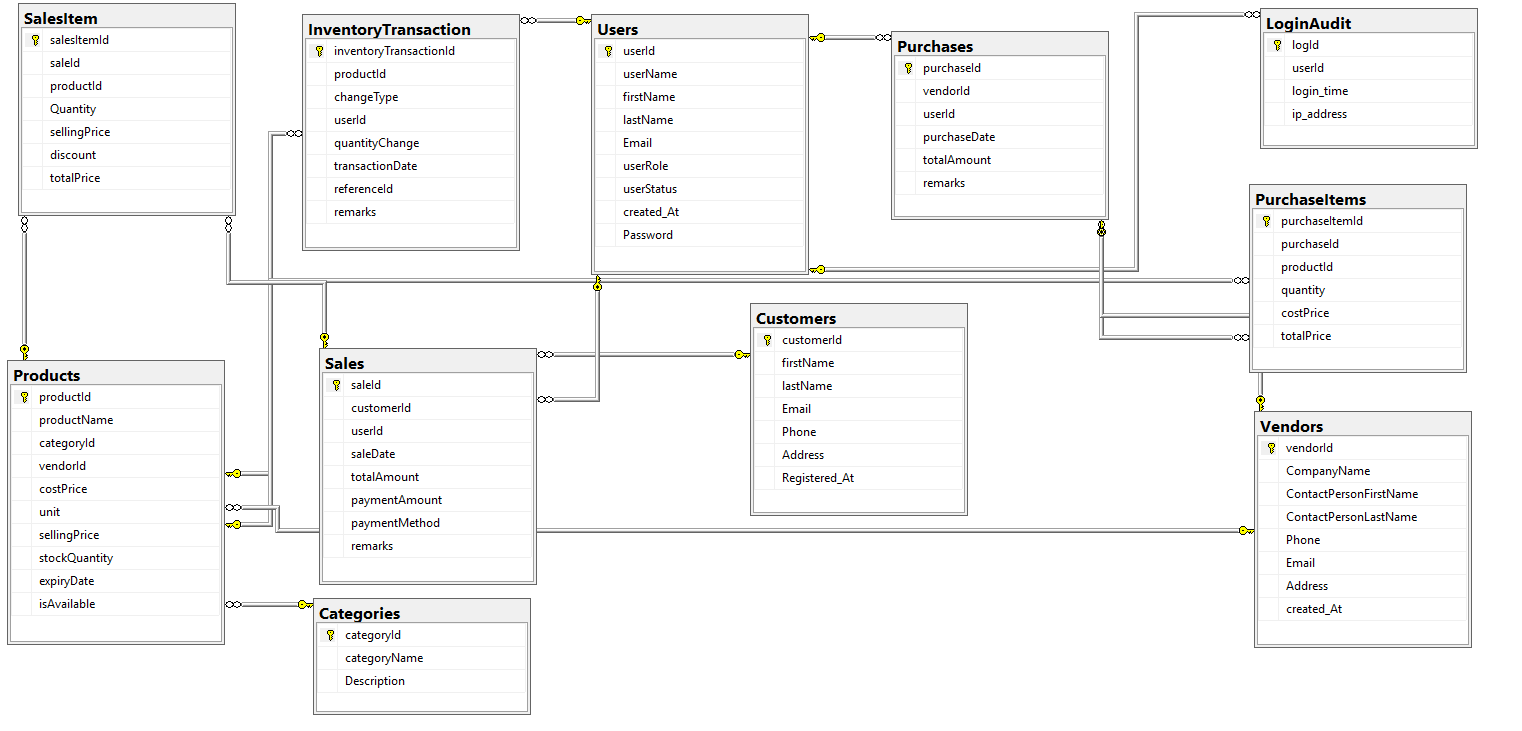 SalesItem
salesItemId
saleId
productId
Quantity
sellingPrice
discount
totalPrice
InventoryTransaction
inventoryTransactionId
productId
changeType
userId
quantityChange
transactionDate
referenceId
remarks
Users
userId
userName
firstName
lastName
Email
userRole
userStatus
created_At
Password
Purchases
purchaseId
vendorId
userId
purchaseDate
totalAmount
remarks
LoginAudit
logId
userId
login_time
ip_address
PurchaseItems
purchaseItemId
purchaseId
productId
quantity
costPrice
totalPrice
Products
productId
productName
categoryId
vendorId
costPrice
unit
sellingPrice
stockQuantity
expiryDate
isAvailable
Sales
saleId
customerId
userId
saleDate
totalAmount
paymentAmount
paymentMethod
remarks
Customers
customerId
firstName
lastName
Email
Phone
Address
Registered_At
Vendors
vendorId
CompanyName
ContactPersonFirstName
ContactPersonLastName
Phone
Email
Address
created_At
Categories
categoryId
categoryName
Description